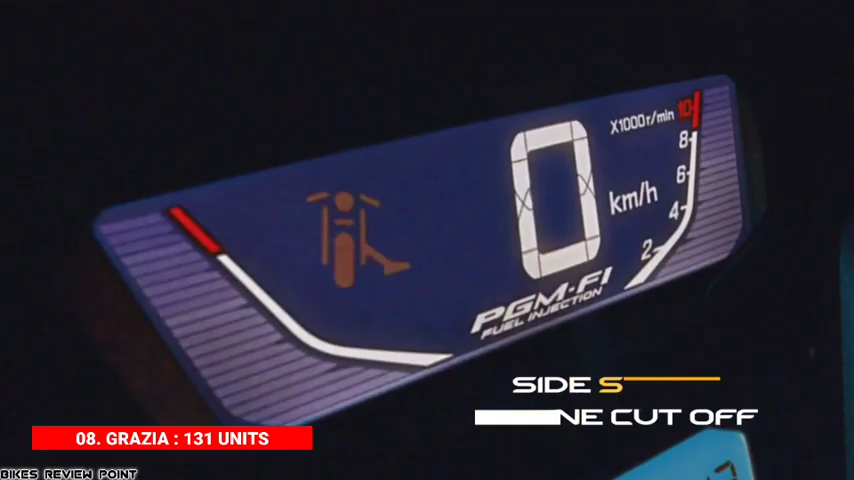 X1000r/min
10
8
6
4
2
0 km/h
PGM-FI
FUEL INJECTION
SIDE S
NE CUT OFF
08. GRAZIA : 131 UNITS
BIKES REVIEW POINT